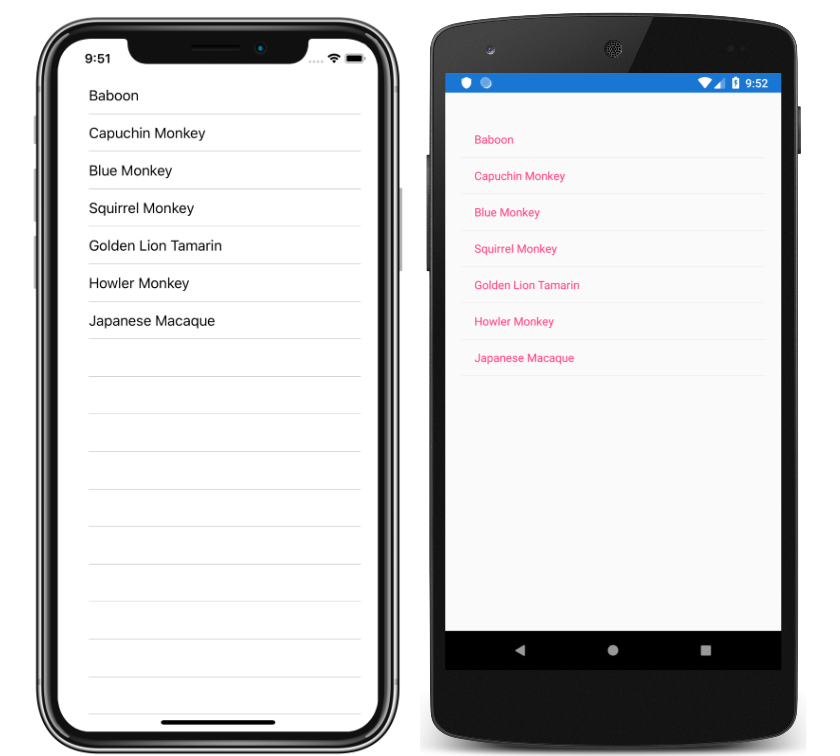 9:51
Baboon
Capuchin Monkey
Blue Monkey
Squirrel Monkey
Golden Lion Tamarin
Howler Monkey
Japanese Macaque
9:52
Baboon
Capuchin Monkey
Blue Monkey
Squirrel Monkey
Golden Lion Tamarin
Howler Monkey
Japanese Macaque